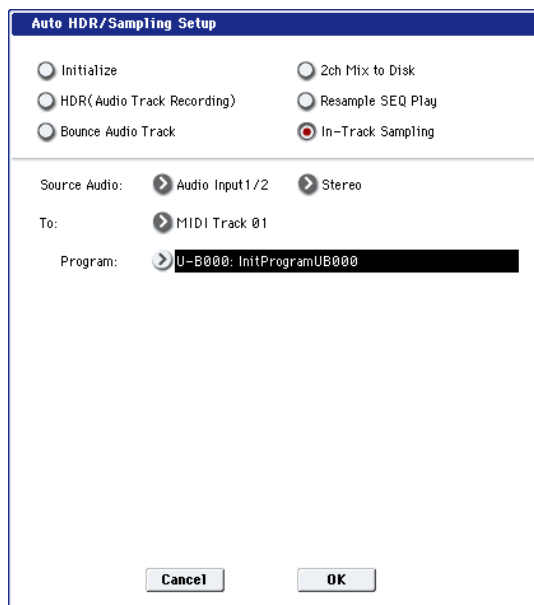 Auto HDR/Sampling Setup
Initialize
2ch Mix to Disk
HDR(Audio Track Recording)
Resample SEQ Play
Bounce Audio Track
In-Track Sampling
Source Audio: Audio Input1/2 Stereo
To: MIDI Track 01
Program: U-B000: InitProgramUB000
Cancel OK